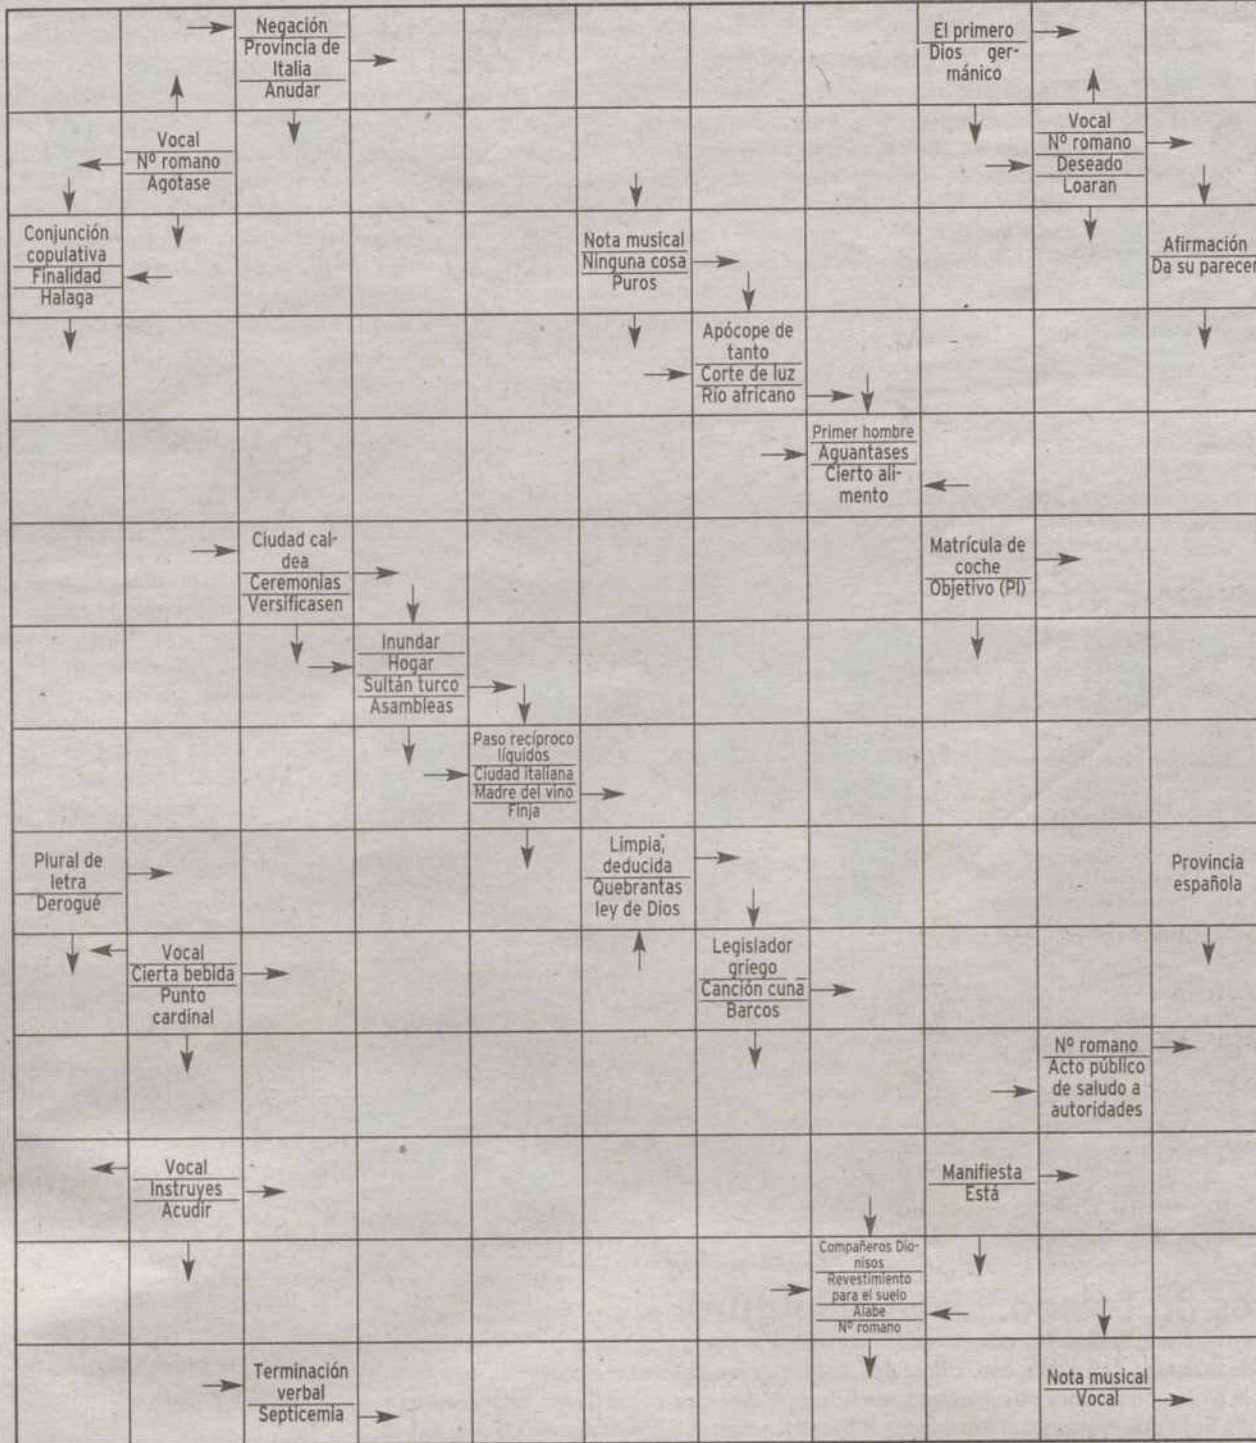 Negación
Provincia de
Italia
Anudar
El primero
Dios ger-
mánico
Vocal
Nº romano
Agotase
Vocal
Nº romano
Deseado
Loaran
Conjunción
copulativa
Finalidad
Halaga
Nota musical
Ninguna cosa
Puros
Afirmación
Da su parecer
Apócope de
tanto
Corte de luz
Río africano
Primer hombre
Aguantases
Cierto ali-
mento
Ciudad cal-
dea
Ceremonias
Versificasen
Matrícula de
coche
Objetivo (Pl)
Inundar
Hogar
Sultán turco
Asambleas
Paso recíproco
líquidos
Ciudad italiana
Madre del vino
Finja
Plural de
letra
Derogué
Limpia,
deducida
Quebrantas
ley de Dios
Provincia
española
Vocal
Cierta bebida
Punto
cardinal
Legislador
griego
Canción cuna
Barcos
Nº romano
Acto público
de saludo a
autoridades
Vocal
Instruyes
Acudir
Manifiesta
Está
Compañeros Dio-
nisos
Revestimiento
para el suelo
Alabe
Nº romano
Terminación
verbal
Septicemia
Nota musical
Vocal